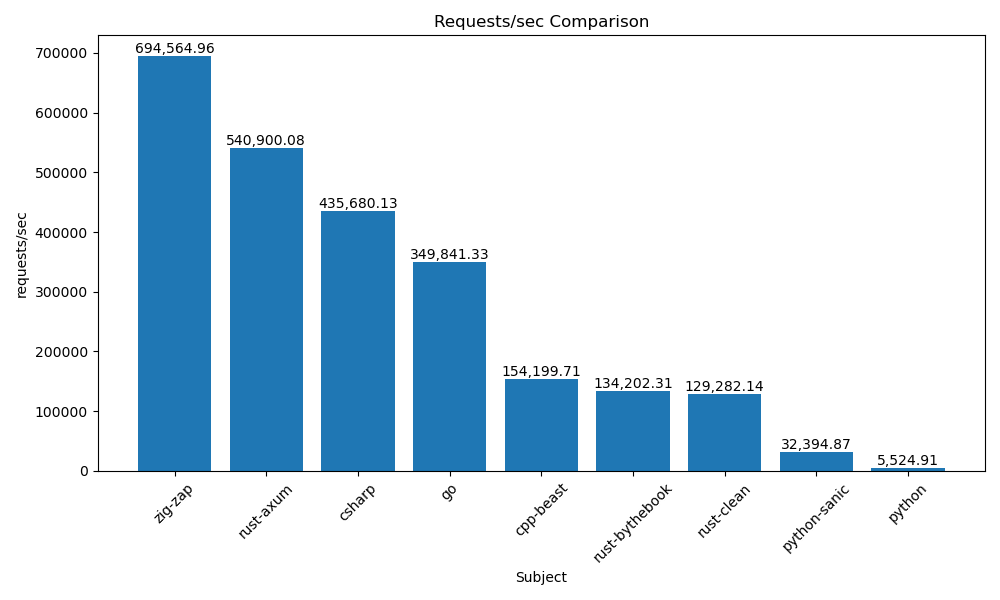 Requests/sec Comparison
700000
600000
500000
400000
300000
200000
100000
0
requests/sec
694,564.96
540,900.08
435,680.13
349,841.33
154,199.71
134,202.31
129,282.14
32,394.87
5,524.91
zig-zap
rust-axum
csharp
go
cpp-beast
rust-bythebook
rust-clean
python-sanic
python
Subject